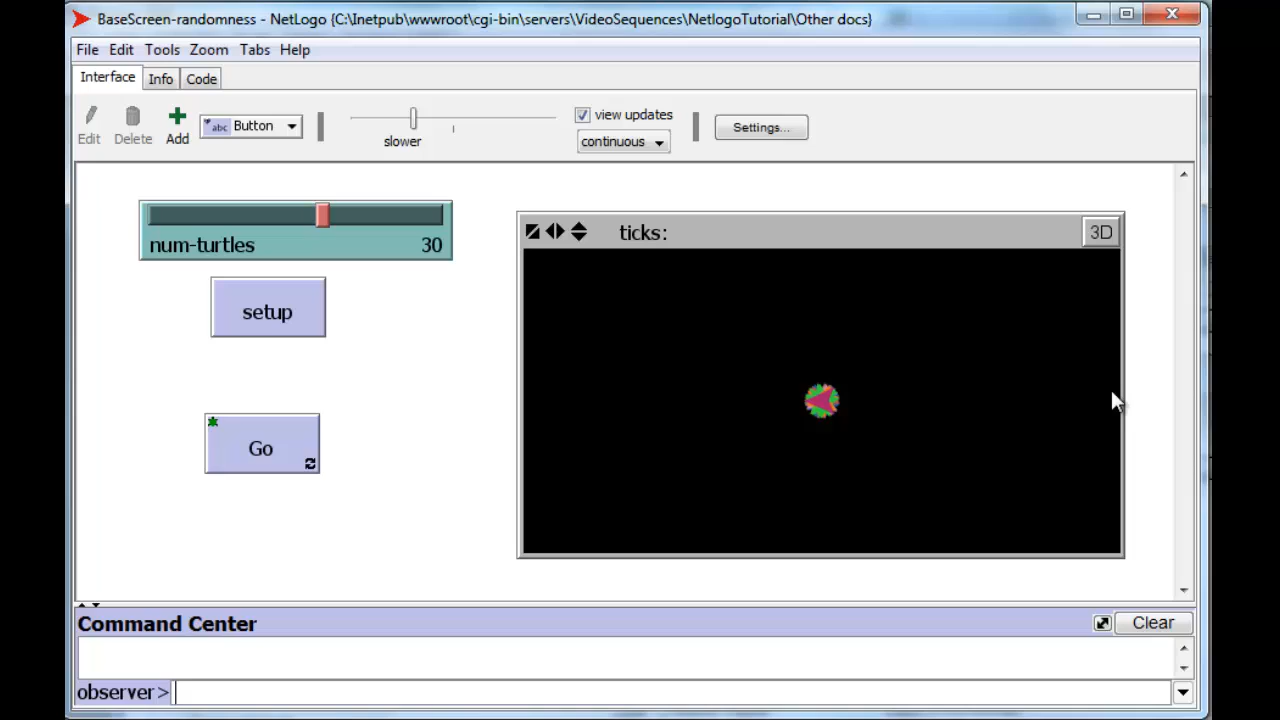 BaseScreen-randomness - NetLogo {C:\Inetpub\wwwroot\cgi-bin\servers\VideoSequences\NetlogoTutorial\Other docs}
File Edit Tools Zoom Tabs Help
Interface Info Code
Edit Delete Add abc Button slower view updates continuous Settings...
num-turtles 30
ticks: 3D
setup
Go
Command Center Clear
observer>